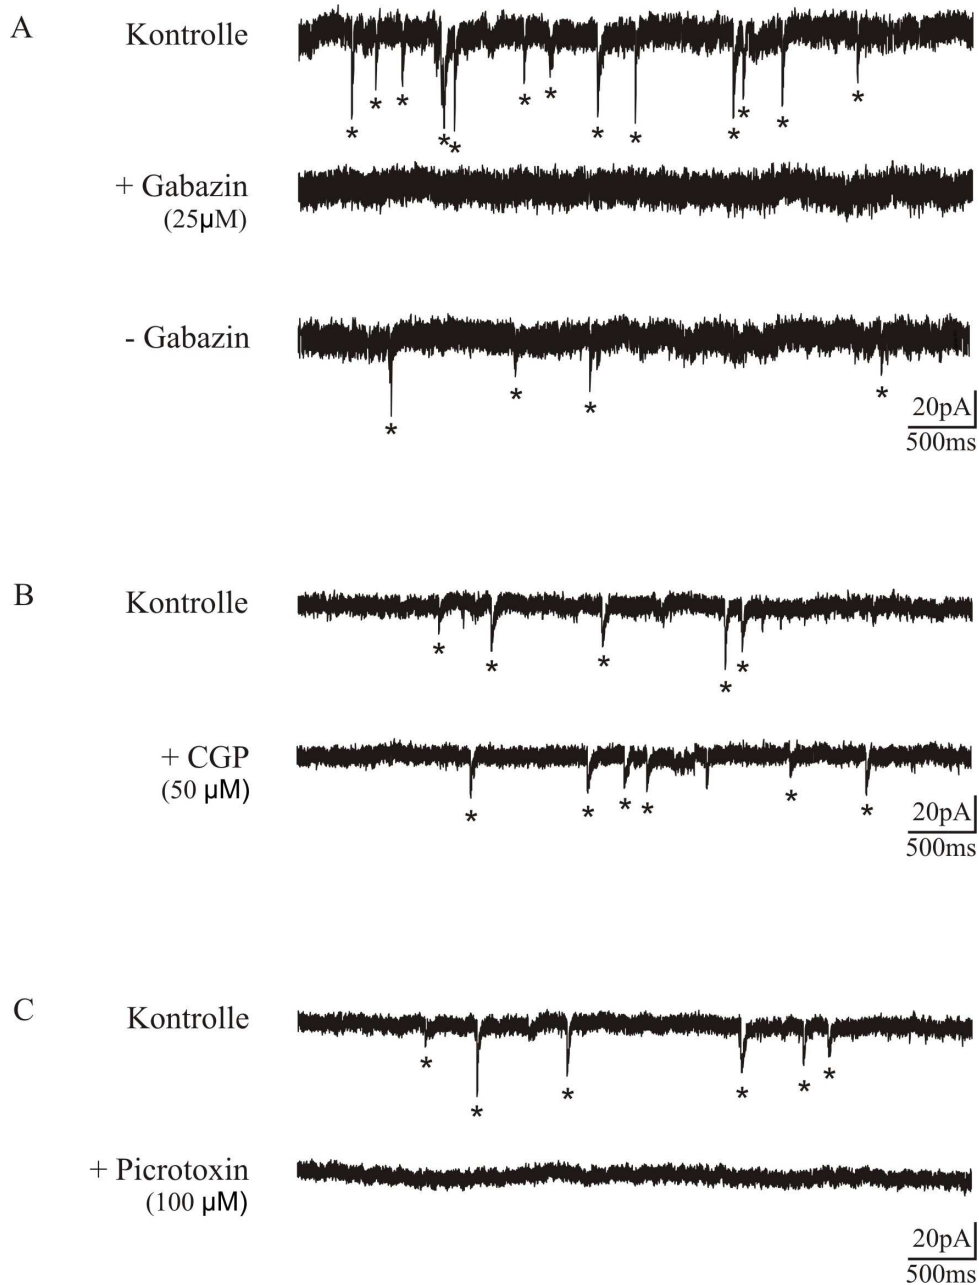 A
Kontrolle
* * * * * * * * * * * * *
+ Gabazin
(25µM)
- Gabazin
* * * *
20pA
500ms
B
Kontrolle
* * * * *
+ CGP
(50 µM)
* * * * * *
20pA
500ms
C
Kontrolle
* * * * * *
+ Picrotoxin
(100 µM)
20pA
500ms